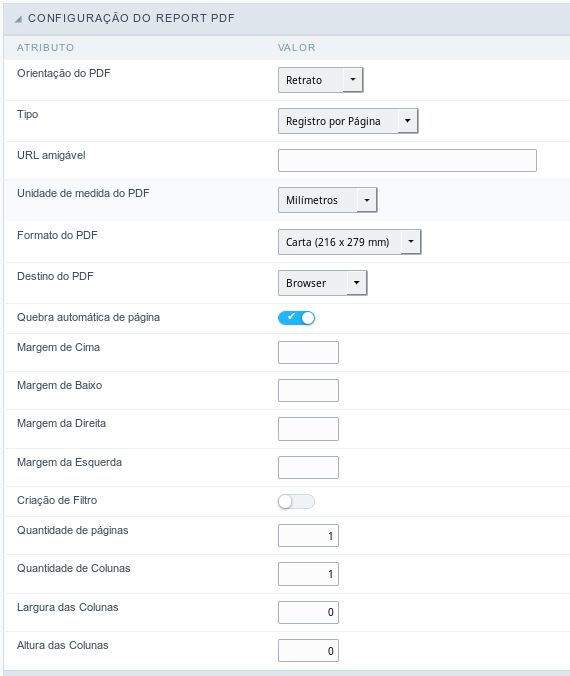 CONFIGURAÇÃO DO REPORT PDF
ATRIBUTO VALOR
Orientação do PDF Retrato
Tipo Registro por Página
URL amigável
Unidade de medida do PDF Milímetros
Formato do PDF Carta (216 x 279 mm)
Destino do PDF Browser
Quebra automática de página
Margem de Cima
Margem de Baixo
Margem da Direita
Margem da Esquerda
Criação de Filtro
Quantidade de páginas 1
Quantidade de Colunas 1
Largura das Colunas 0
Altura das Colunas 0